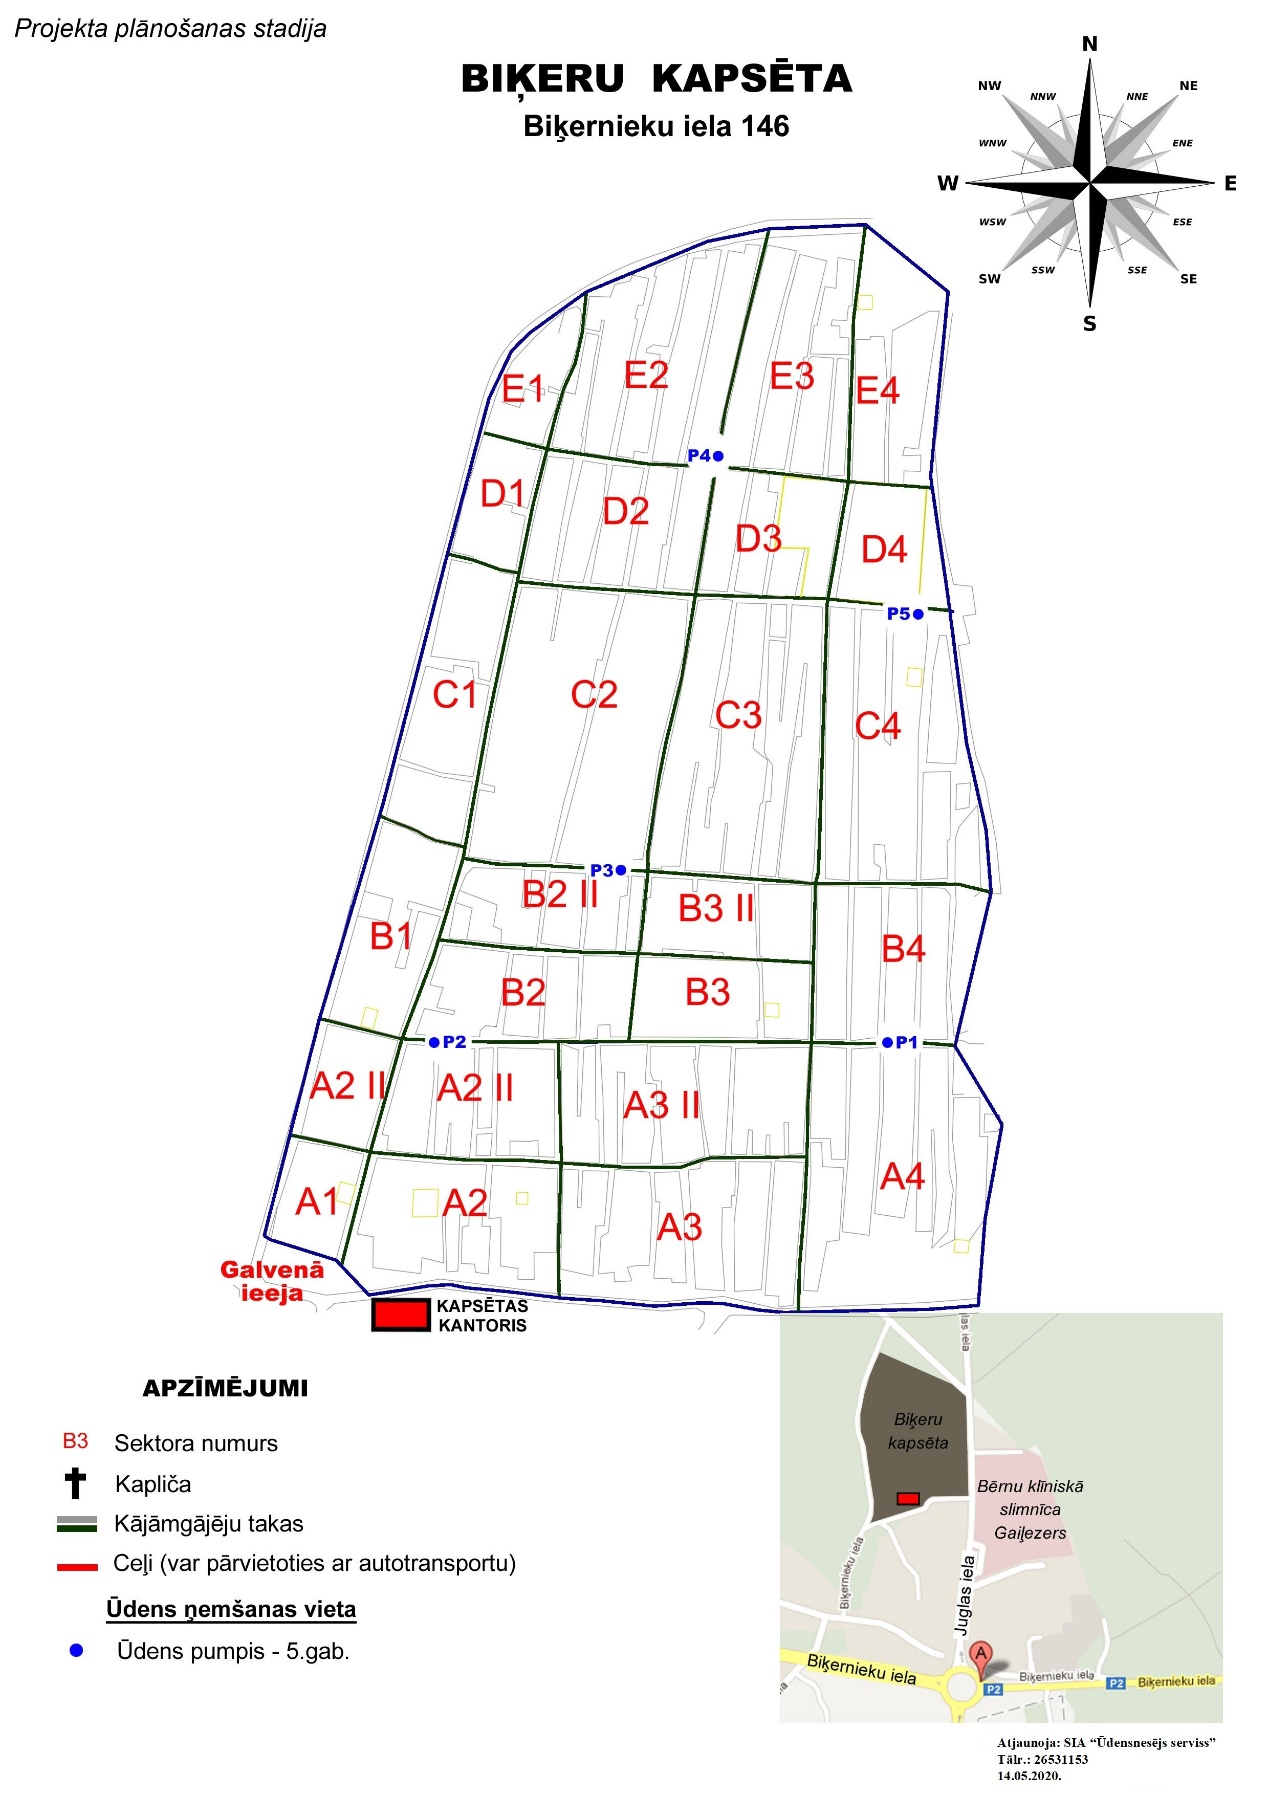 Projekta plānošanas stadija
BIĶERU KAPSĒTA
Biķernieku iela 146
N
NNW
NNE
NW
NE
WNW
ENE
W
E
WSW
ESE
SW
SE
SSW
SSE
S
E1
E2
E3
E4
P4
D1
D2
D3
D4
P5
C1
C2
C3
C4
P3
B2 II
B3 II
B1
B4
B2
B3
P2
P1
A2 II
A2 II
A3 II
A4
A1
A2
A3
Galvenā
ieeja
KAPSĒTAS
KANTORIS
APZĪMĒJUMI
B3 Sektora numurs
Kapliča
Kājāmgājēju takas
Ceļi (var pārvietoties ar autotransportu)
Ūdens ņemšanas vieta
Ūdens pumpis - 5.gab.
las iela
Biķeru
kapsēta
Bērnu klīniskā
slimnīca
Gaiļezers
Biķernieku iela
Juglas iela
A
Biķernieku iela
Biķernieku iela
P2
P2
Biķernieku iela
Atjaunoja: SIA “Ūdensnesējs serviss”
Tālr.: 26531153
14.05.2020.